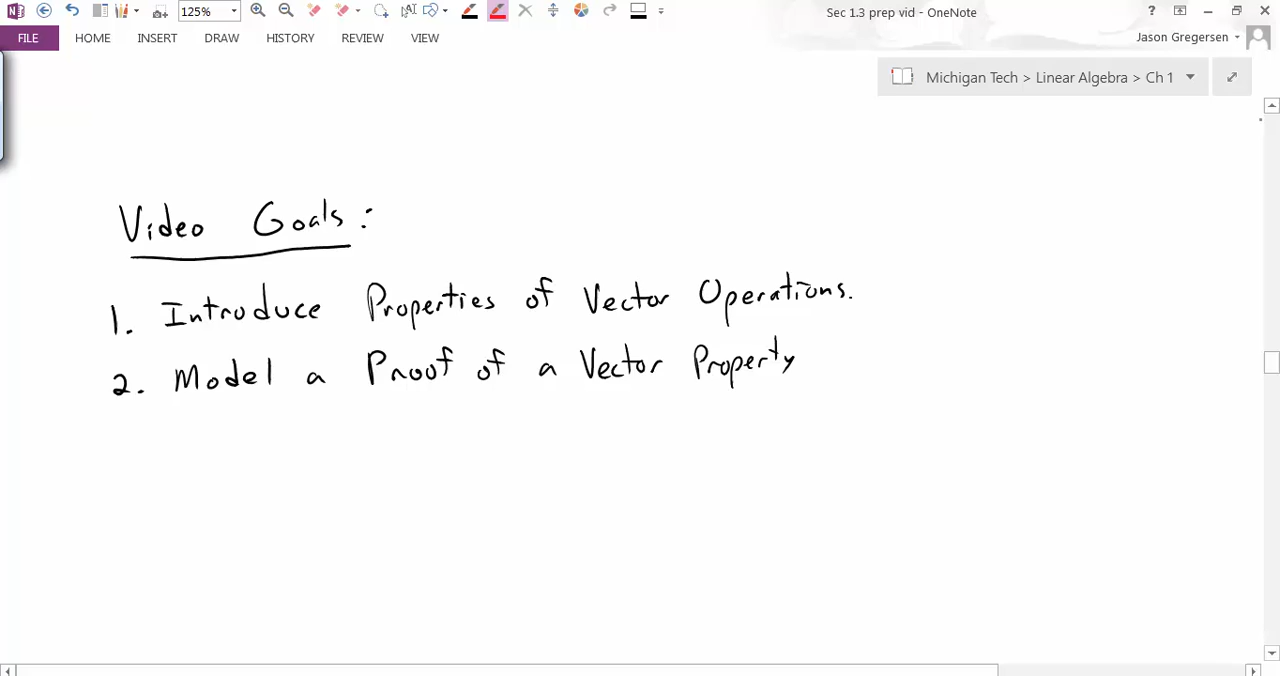 125%
Sec 1.3 prep vid - OneNote
?
FILE HOME INSERT DRAW HISTORY REVIEW VIEW
Jason Gregersen
Michigan Tech > Linear Algebra > Ch 1
Video Goals:
1. Introduce Properties of Vector Operations.
2. Model a Proof of a Vector Property